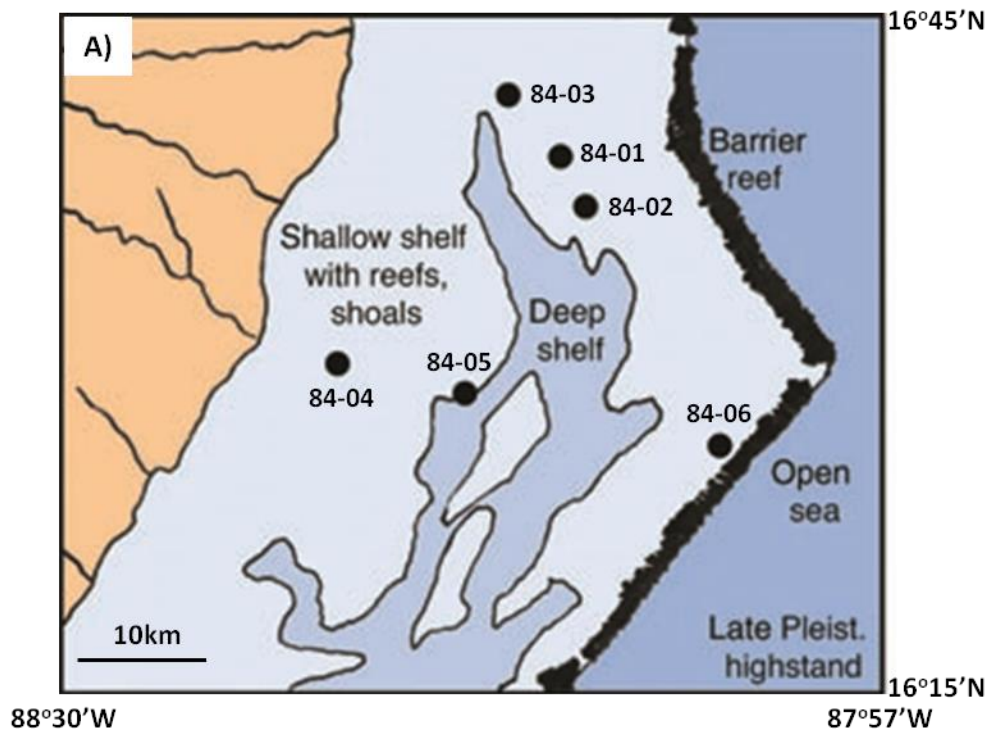 A)
16°45’N
84-03
84-01
Barrier
reef
84-02
Shallow shelf
with reefs,
shoals
Deep
shelf
84-05
84-04
84-06
Open
sea
10km
Late Pleist.
highstand
16°15’N
88°30’W
87°57’W